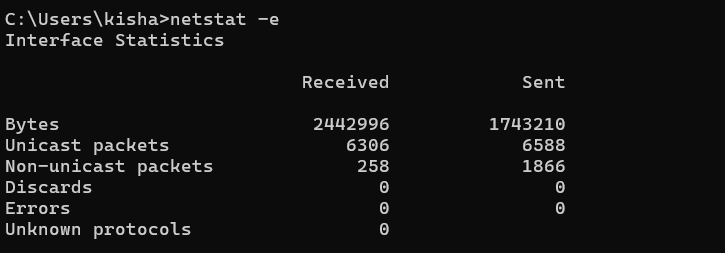 C:\Users\kisha>netstat -e
Interface Statistics
Received Sent
Bytes 2442996 1743210
Unicast packets 6306 6588
Non-unicast packets 258 1866
Discards 0 0
Errors 0 0
Unknown protocols 0